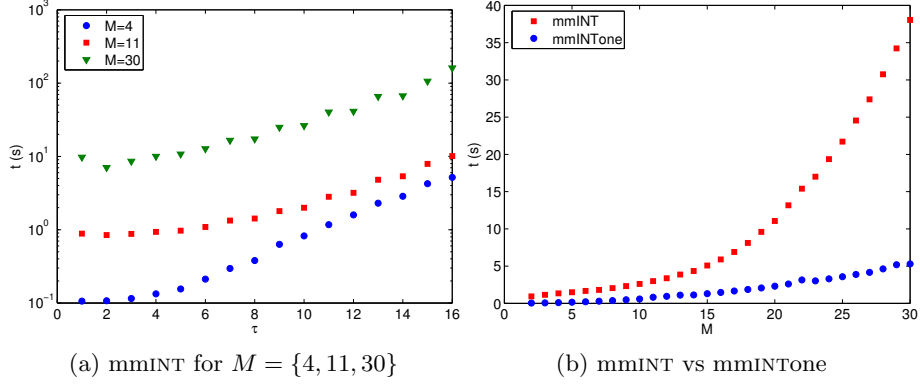 10^3
10^2
10^1
10^0
10^-1
t (s)
M=4
M=11
M=30
0 2 4 6 8 10 12 14 16
τ
(a) mmINT for M = {4, 11, 30}
40
35
30
25
20
15
10
5
0
t (s)
mmINT
mmINTone
0 5 10 15 20 25 30
M
(b) mmINT vs mmINTone